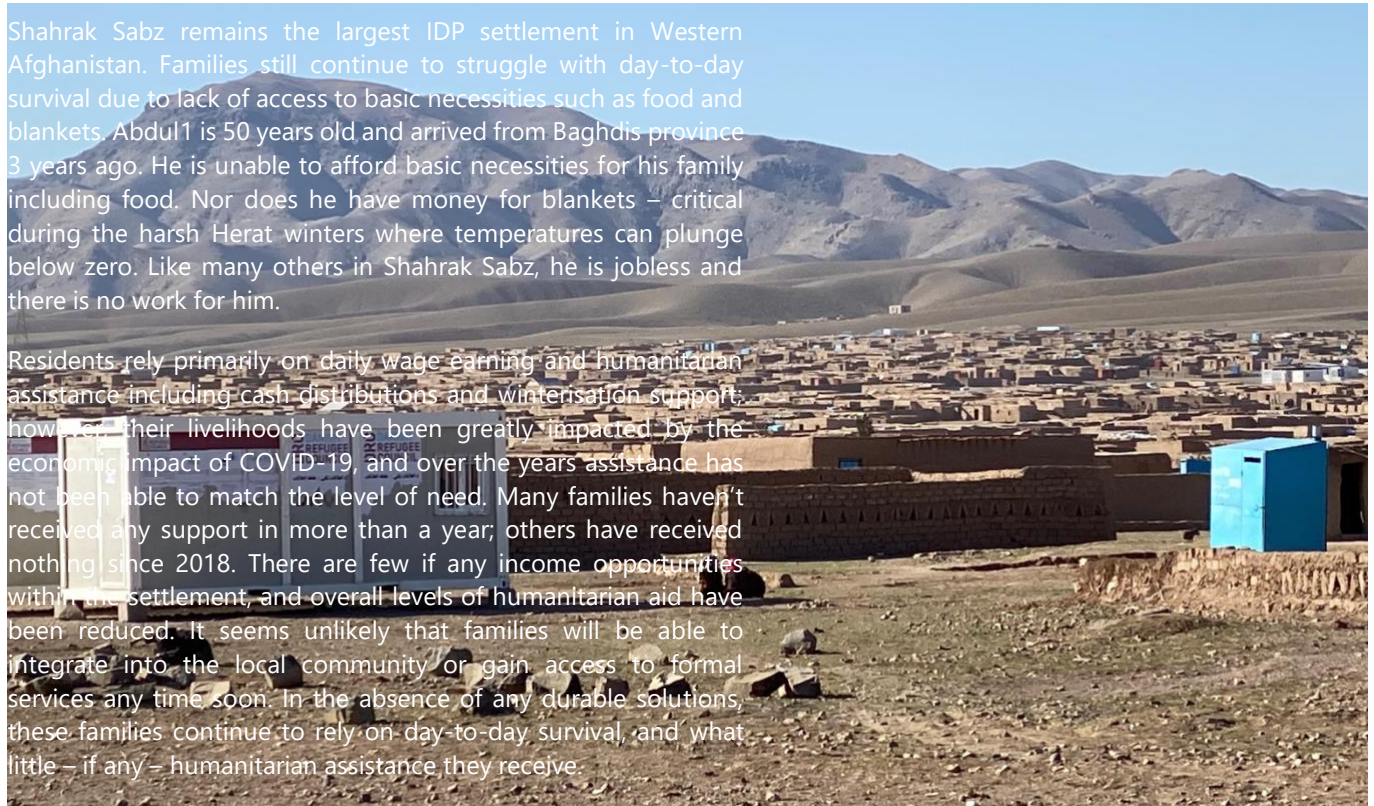 Shahrak Sabz remains the largest IDP settlement in Western
Afghanistan. Families still continue to struggle with day-to-day
survival due to lack of access to basic necessities such as food and
blankets. Abdul1 is 50 years old and arrived from Baghdis province
3 years ago. He is unable to afford basic necessities for his family
including food. Nor does he have money for blankets – critical
during the harsh Herat winters where temperatures can plunge
below zero. Like many others in Shahrak Sabz, he is jobless and
there is no work for him.
Residents rely primarily on daily wage earning and humanitarian
assistance including cash distributions and winterisation support;
however, their livelihoods have been greatly impacted by the
economic impact of COVID-19, and over the years assistance has
not been able to match the level of need. Many families haven't
received any support in more than a year; others have received
nothing since 2018. There are few if any income opportunities
within the settlement, and overall levels of humanitarian aid have
been reduced. It seems unlikely that families will be able to
integrate into the local community or gain access to formal
services any time soon. In the absence of any durable solutions,
these families continue to rely on day-to-day survival, and what
little – if any – humanitarian assistance they receive.
REFUGEE
REFUGEE